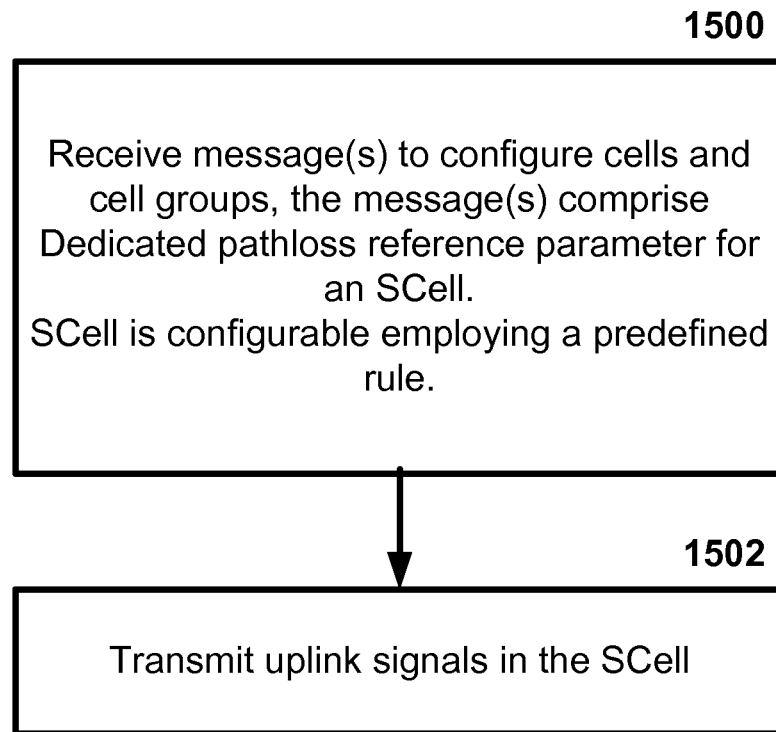 1500
Receive message(s) to configure cells and
cell groups, the message(s) comprise
Dedicated pathloss reference parameter for
an SCell.
SCell is configurable employing a predefined
rule.
1502
Transmit uplink signals in the SCell